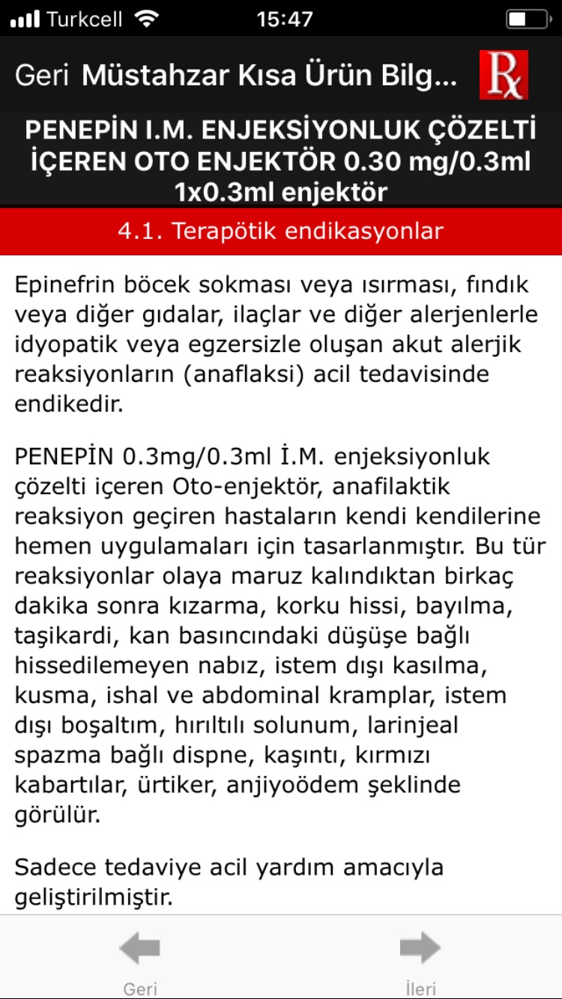 Turkcell 15:47
Geri Müstahzar Kısa Ürün Bilg... Rx
PENEPİN I.M. ENJEKSİYONLUK ÇÖZELTİ
İÇEREN OTO ENJEKTÖR 0.30 mg/0.3ml
1x0.3ml enjektör
4.1. Terapötik endikasyonlar
Epinefrin böcek sokması veya ısırması, fındık
veya diğer gıdalar, ilaçlar ve diğer alerjenlerle
idyopatik veya egzersizle oluşan akut alerjik
reaksiyonların (anaflaksi) acil tedavisinde
endikedir.
PENEPİN 0.3mg/0.3ml İ.M. enjeksiyonluk
çözelti içeren Oto-enjektör, anafilaktik
reaksiyon geçiren hastaların kendi kendilerine
hemen uygulamaları için tasarlanmıştır. Bu tür
reaksiyonlar olaya maruz kalındıktan birkaç
dakika sonra kızarma, korku hissi, bayılma,
taşikardi, kan basıncındaki düşüşe bağlı
hissedilemeyen nabız, istem dışı kasılma,
kusma, ishal ve abdominal kramplar, istem
dışı boşaltım, hırıltılı solunum, larinjeal
spazma bağlı dispne, kaşıntı, kırmızı
kabartılar, ürtiker, anjiyoödem şeklinde
görülür.
Sadece tedaviye acil yardım amacıyla
geliştirilmiştir.
Geri İleri